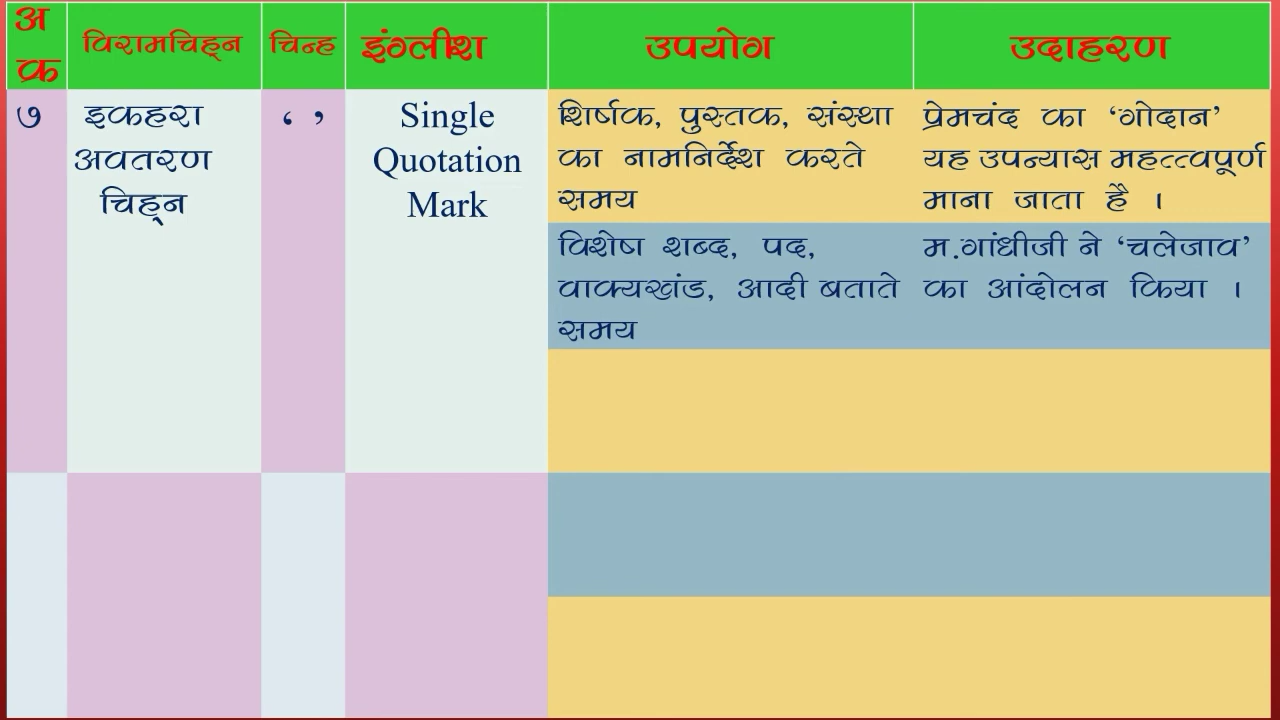 अ
क्र
विरामचिह्न
चिन्ह
इंग्लीश
उपयोग
उदाहरण
७
इकहरा
अवतरण
चिह्न
‘ ’
Single
Quotation
Mark
शिर्षक, पुस्तक, संस्था
का नामनिर्देश करते
समय
प्रेमचंद का ‘गोदान’
यह उपन्यास महत्त्वपूर्ण
माना जाता है ।
विशेष शब्द, पद,
वाक्यखंड, आदी बताते
समय
म.गांधीजी ने ‘चलेजाव’
का आंदोलन किया ।